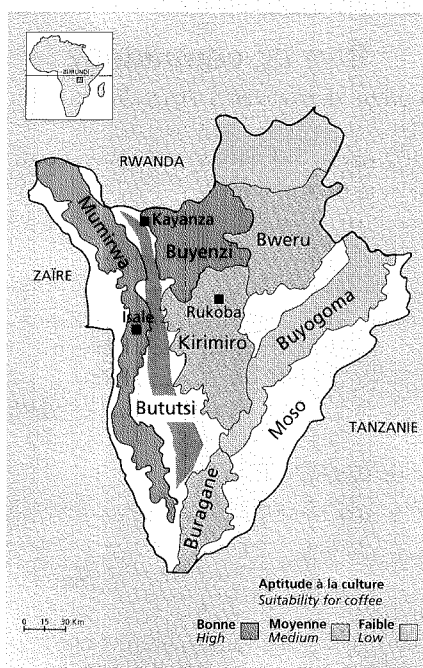 BURUNDI
RWANDA
Kayanza
Mumirwa
Buyenzi
Bweru
ZAÏRE
Rukoba
Isale
Buyogoma
Kirimiro
Bututsi
Moso
TANZANIE
Buragane
Aptitude à la culture
Suitability for coffee
0 15 30 Km
Bonne Moyenne Faible
High Medium Low